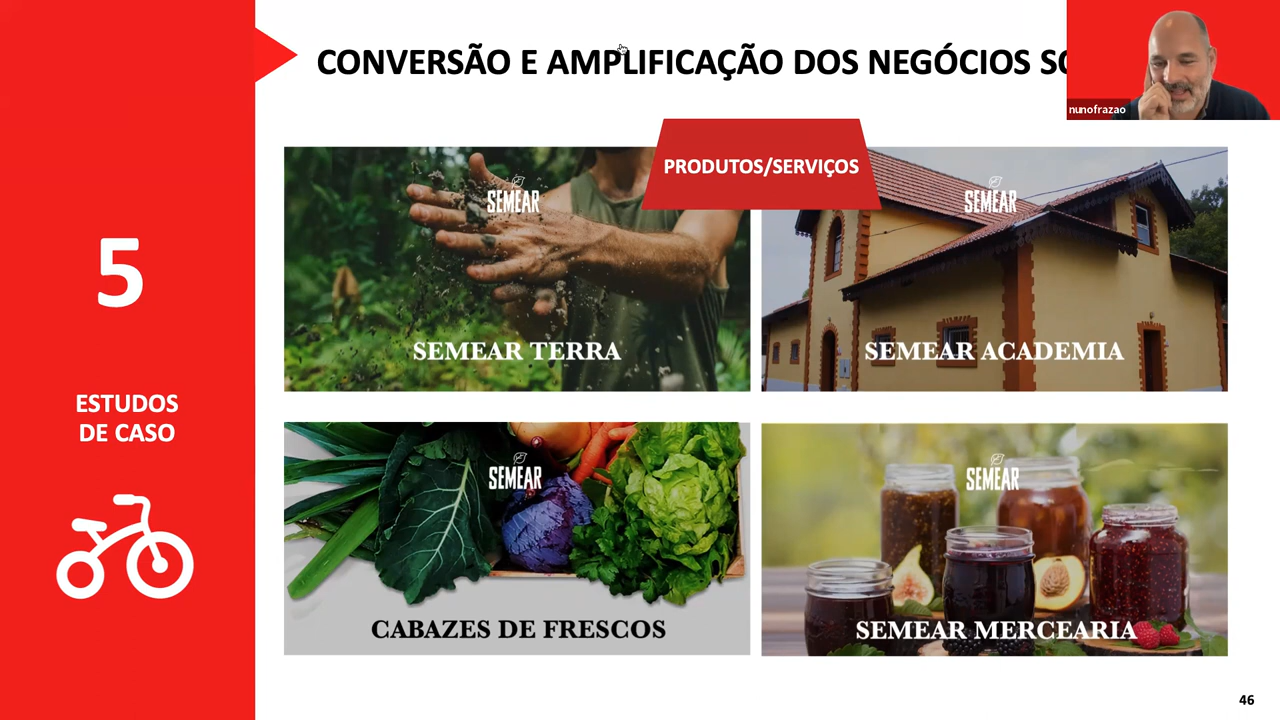 CONVERSÃO E AMPLIFICAÇÃO DOS NEGÓCIOS
nunofrazao
PRODUTOS/SERVIÇOS
5
ESTUDOS
DE CASO
SEMEAR
SEMEAR TERRA
SEMEAR
SEMEAR ACADEMIA
SEMEAR
CABAZES DE FRESCOS
SEMEAR
SEMEAR MERCEARIA
46